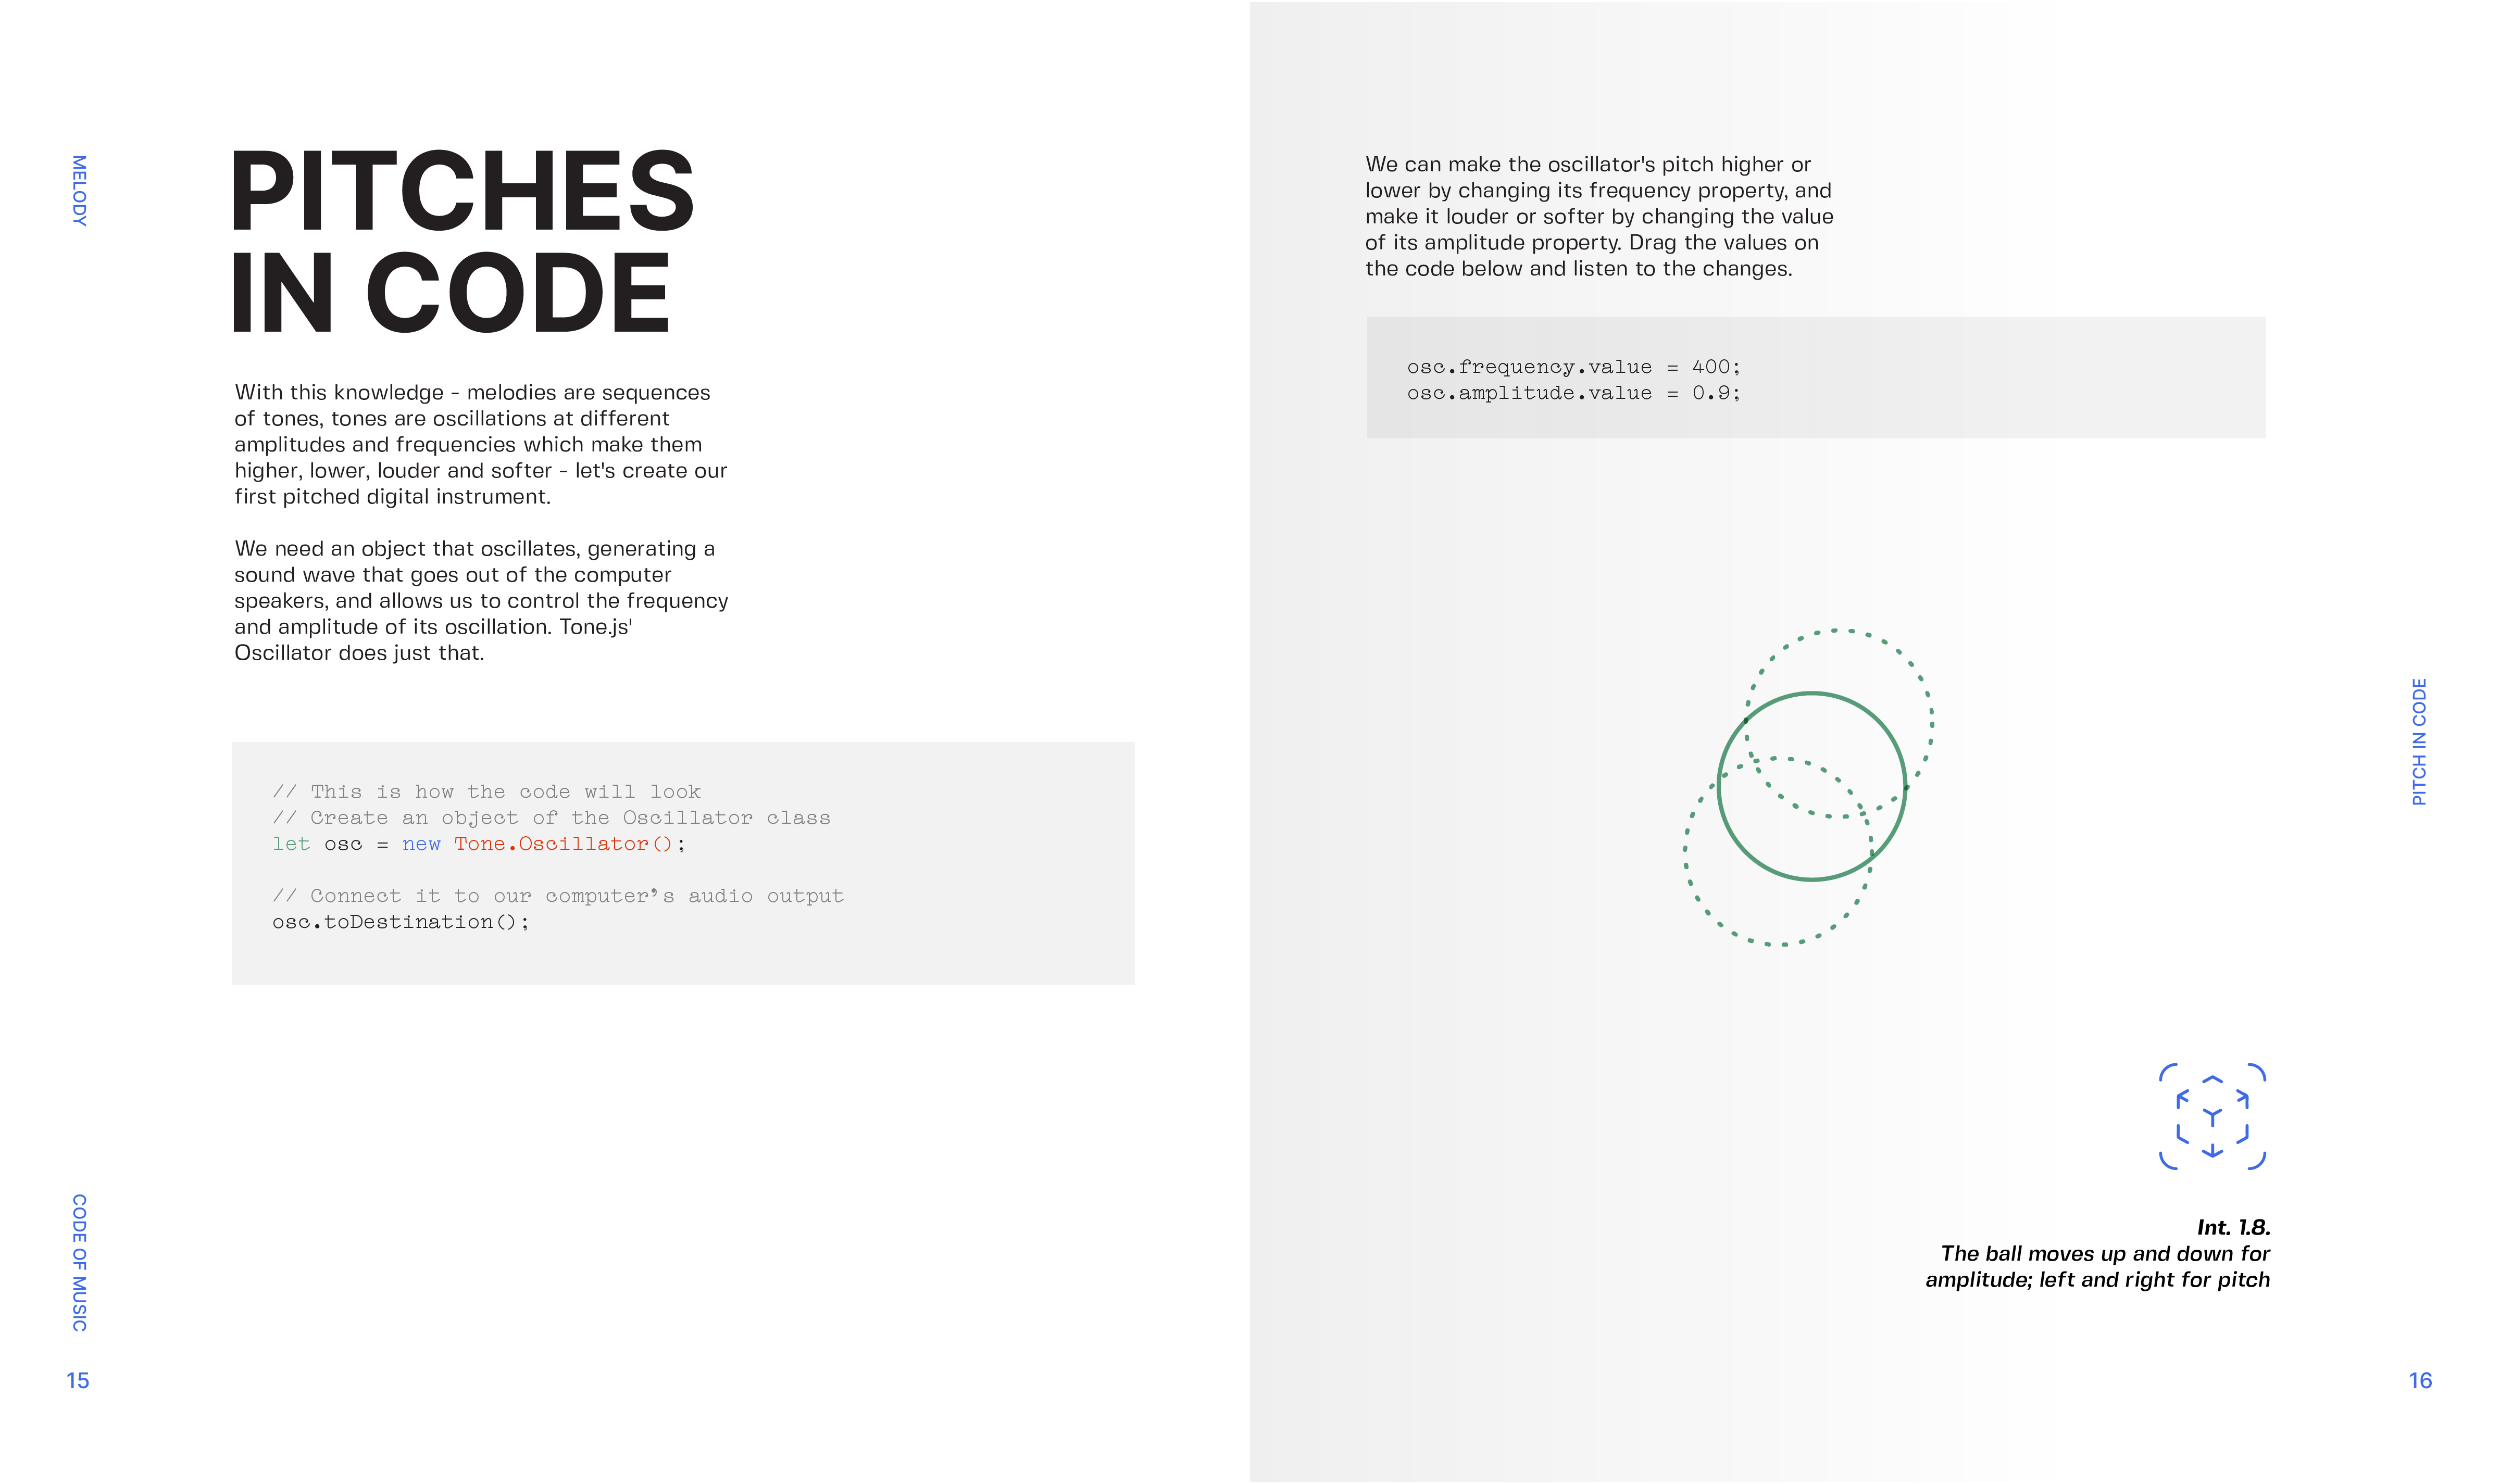 MELODY
PITCHES
IN CODE
With this knowledge - melodies are sequences
of tones, tones are oscillations at different
amplitudes and frequencies which make them
higher, lower, louder and softer - let's create our
first pitched digital instrument.
We need an object that oscillates, generating a
sound wave that goes out of the computer
speakers, and allows us to control the frequency
and amplitude of its oscillation. Tone.js'
Oscillator does just that.
// This is how the code will look
// Create an object of the Oscillator class
let osc = new Tone.Oscillator();
// Connect it to our computer’s audio output
osc.toDestination();
CODE OF MUSIC
15
We can make the oscillator's pitch higher or
lower by changing its frequency property, and
make it louder or softer by changing the value
of its amplitude property. Drag the values on
the code below and listen to the changes.
osc.frequency.value = 400;
osc.amplitude.value = 0.9;
PITCH IN CODE
Int. 1.8.
The ball moves up and down for
amplitude; left and right for pitch
16